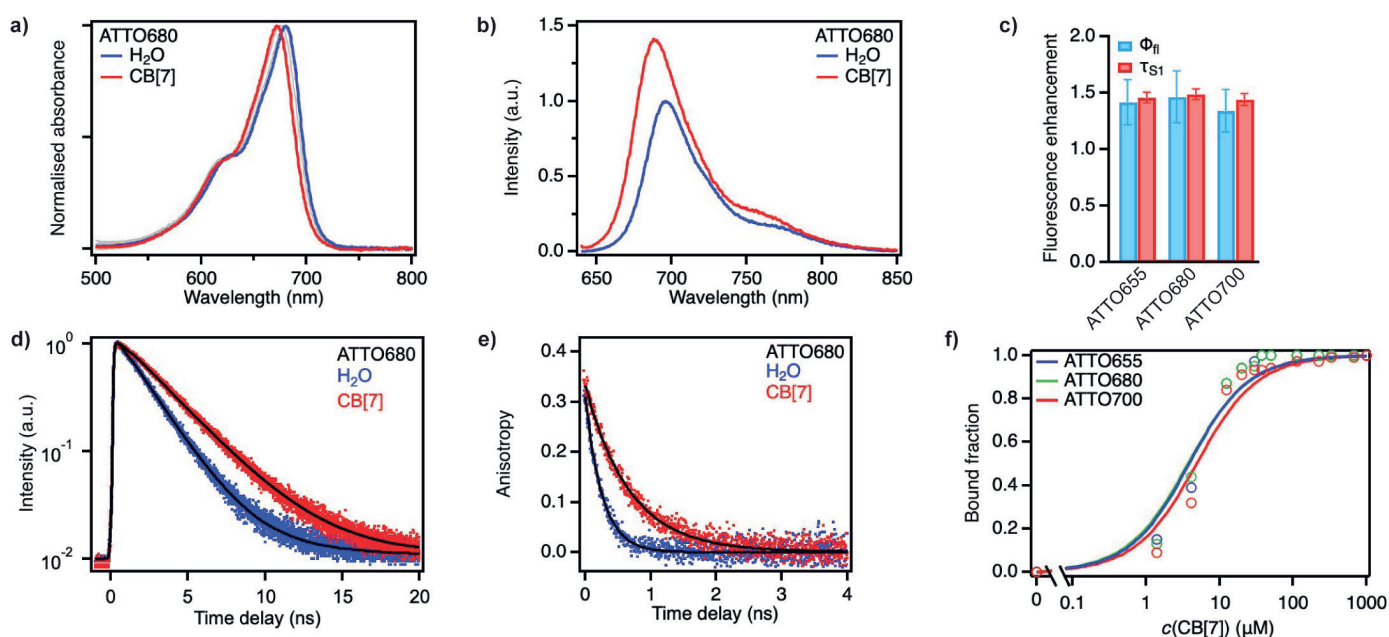 a)
ATTO680
H₂O
CB[7]
Normalised absorbance
500
600
700
800
Wavelength (nm)
b)
ATTO680
H₂O
CB[7]
Intensity (a.u.)
1.5
1.0
0.5
0.0
650
700
750
800
850
Wavelength (nm)
c)
Φfl
τS1
Fluorescence enhancement
2.0
1.5
1.0
0.5
0.0
ATTO655
ATTO680
ATTO700
d)
ATTO680
H₂O
CB[7]
Intensity (a.u.)
10⁰
10⁻¹
10⁻²
0
5
10
15
20
Time delay (ns)
e)
ATTO680
H₂O
CB[7]
Anisotropy
0.4
0.3
0.2
0.1
0.0
0
1
2
3
4
Time delay (ns)
f)
ATTO655
ATTO680
ATTO700
Bound fraction
1.0
0.8
0.6
0.4
0.2
0.0
0
0.1
1
10
100
1000
c(CB[7]) (µM)